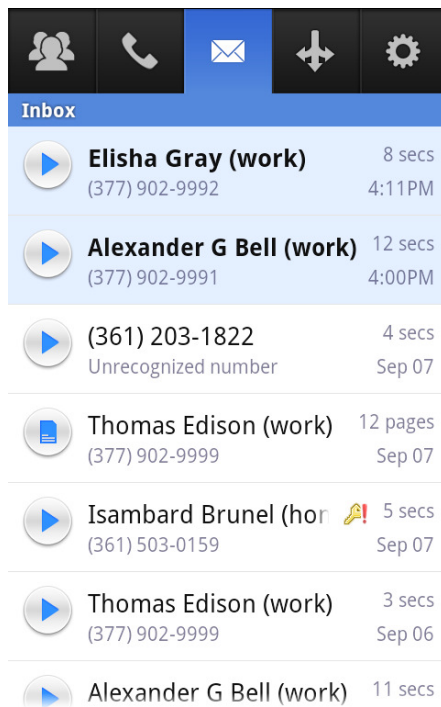 Inbox
Elisha Gray (work) 8 secs
(377) 902-9992 4:11PM
Alexander G Bell (work) 12 secs
(377) 902-9991 4:00PM
(361) 203-1822 4 secs
Unrecognized number Sep 07
Thomas Edison (work) 12 pages
(377) 902-9999 Sep 07
Isambard Brunel (hom 5 secs
(361) 503-0159 Sep 07
Thomas Edison (work) 3 secs
(377) 902-9999 Sep 06
Alexander G Bell (work) 11 secs